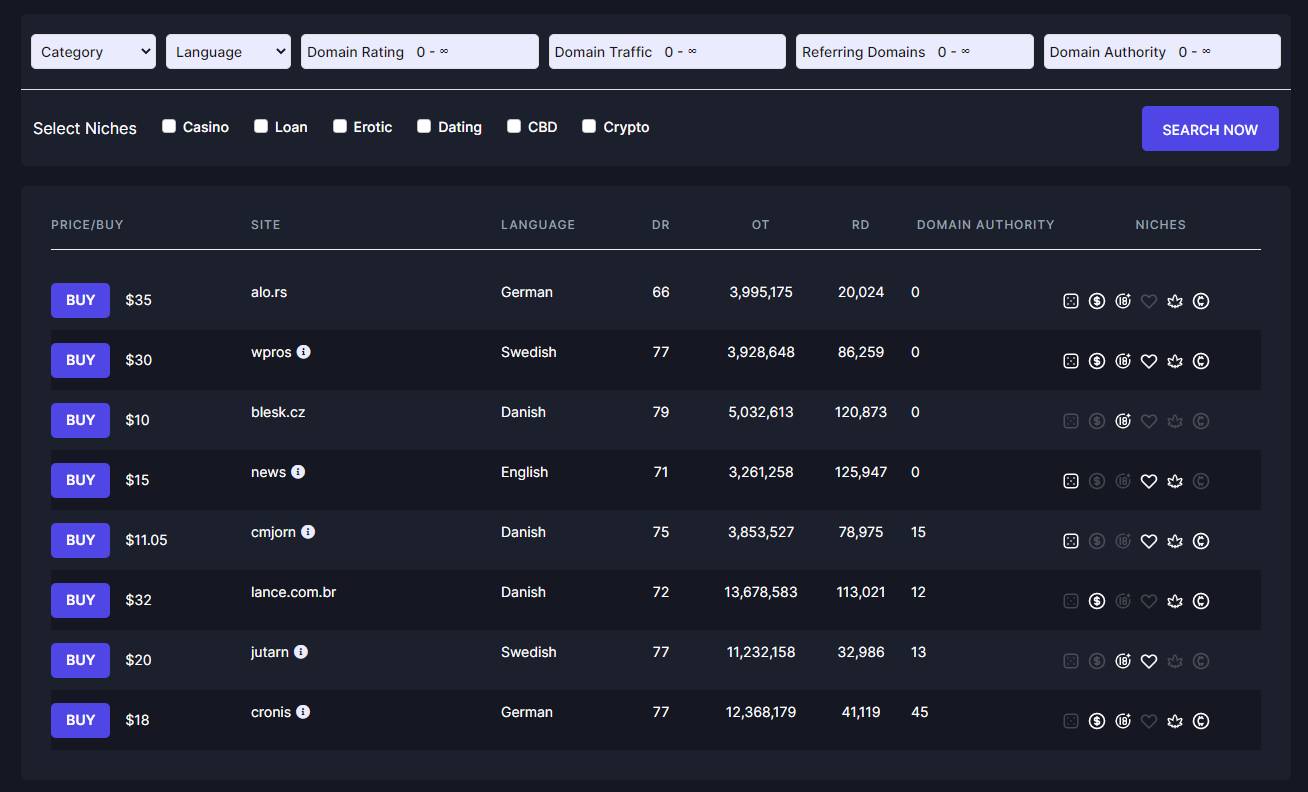 Category Language Domain Rating 0 - ∞ Domain Traffic 0 - ∞ Referring Domains 0 - ∞ Domain Authority 0 - ∞
Select Niches Casino Loan Erotic Dating CBD Crypto SEARCH NOW
PRICE/BUY SITE LANGUAGE DR OT RD DOMAIN AUTHORITY NICHES
BUY $35 alo.rs German 66 3,995,175 20,024 0
BUY $30 wpros Swedish 77 3,928,648 86,259 0
BUY $10 blesk.cz Danish 79 5,032,613 120,873 0
BUY $15 news English 71 3,261,258 125,947 0
BUY $11.05 cmjorn Danish 75 3,853,527 78,975 15
BUY $32 lance.com.br Danish 72 13,678,583 113,021 12
BUY $20 jutarn Swedish 77 11,232,158 32,986 13
BUY $18 cronis German 77 12,368,179 41,119 45